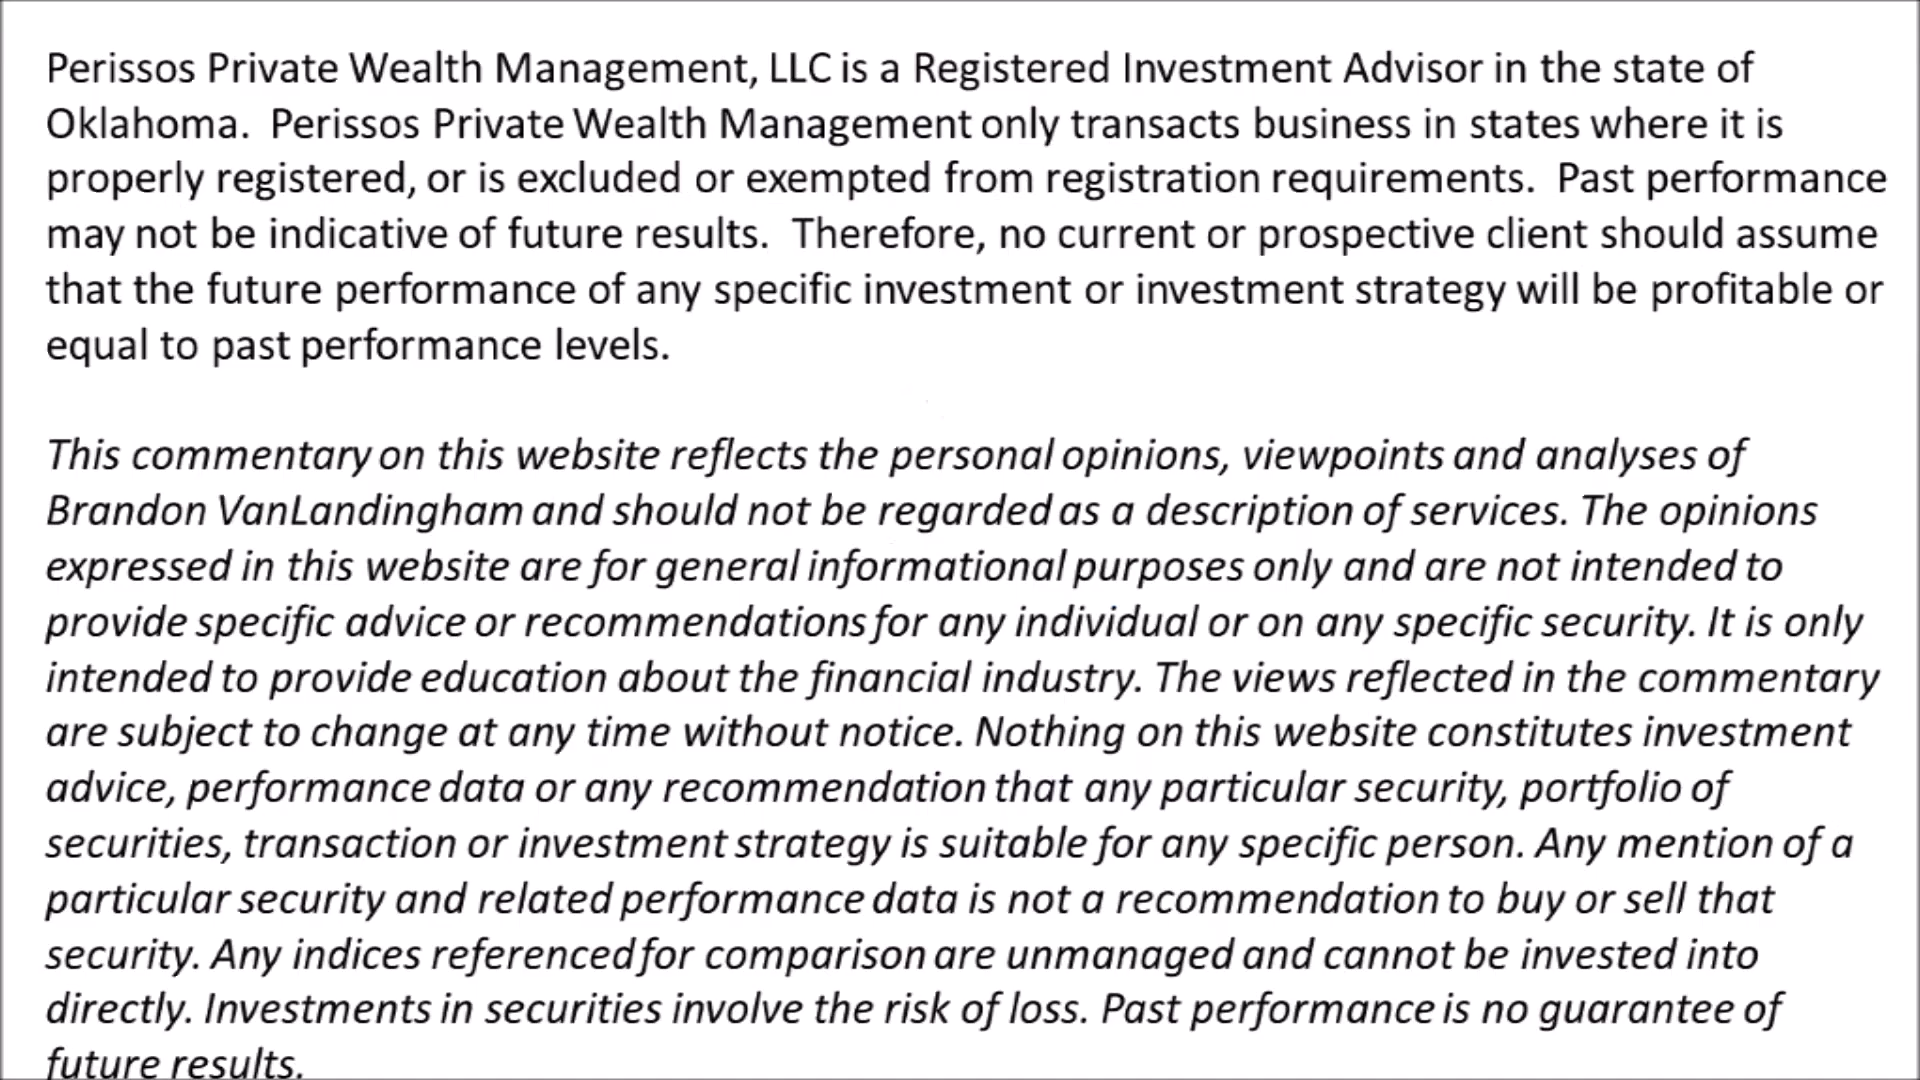 Perissos Private Wealth Management, LLC is a Registered Investment Advisor in the state of
Oklahoma.  Perissos Private Wealth Management only transacts business in states where it is
properly registered, or is excluded or exempted from registration requirements.  Past performance
may not be indicative of future results.  Therefore, no current or prospective client should assume
that the future performance of any specific investment or investment strategy will be profitable or
equal to past performance levels.
This commentary on this website reflects the personal opinions, viewpoints and analyses of
Brandon VanLandingham and should not be regarded as a description of services. The opinions
expressed in this website are for general informational purposes only and are not intended to
provide specific advice or recommendations for any individual or on any specific security. It is only
intended to provide education about the financial industry. The views reflected in the commentary
are subject to change at any time without notice. Nothing on this website constitutes investment
advice, performance data or any recommendation that any particular security, portfolio of
securities, transaction or investment strategy is suitable for any specific person. Any mention of a
particular security and related performance data is not a recommendation to buy or sell that
security. Any indices referenced for comparison are unmanaged and cannot be invested into
directly. Investments in securities involve the risk of loss. Past performance is no guarantee of
future results.